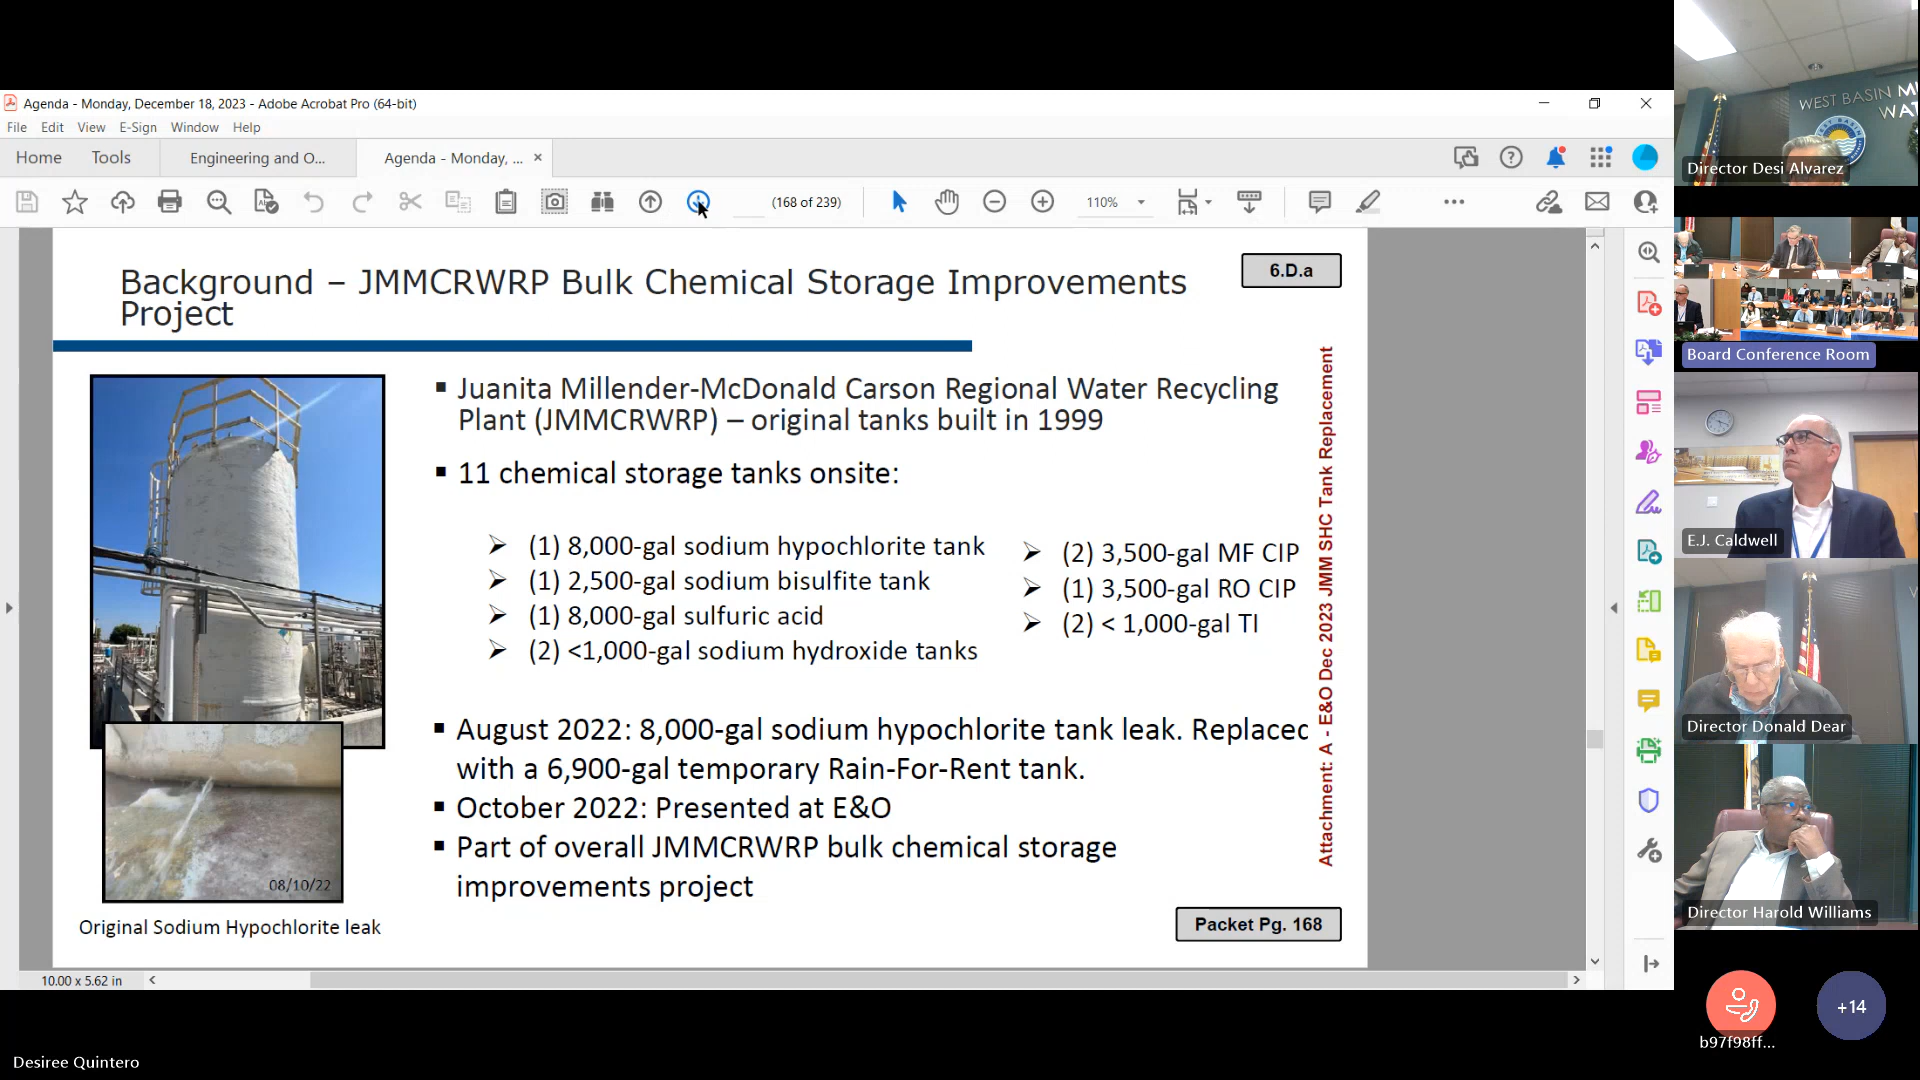 Agenda - Monday, December 18, 2023 - Adobe Acrobat Pro (64-bit)
File Edit View E-Sign Window Help
Home Tools Engineering and O... Agenda - Monday, ... ×
(168 of 239) 110%
Background – JMMCRWRP Bulk Chemical Storage Improvements
Project
6.D.a
▪ Juanita Millender-McDonald Carson Regional Water Recycling
Plant (JMMCRWRP) – original tanks built in 1999
▪ 11 chemical storage tanks onsite:
➢ (1) 8,000-gal sodium hypochlorite tank
➢ (1) 2,500-gal sodium bisulfite tank
➢ (1) 8,000-gal sulfuric acid
➢ (2) <1,000-gal sodium hydroxide tanks
➢ (2) 3,500-gal MF CIP
➢ (1) 3,500-gal RO CIP
➢ (2) < 1,000-gal TI
▪ August 2022: 8,000-gal sodium hypochlorite tank leak. Replaced
with a 6,900-gal temporary Rain-For-Rent tank.
▪ October 2022: Presented at E&O
▪ Part of overall JMMCRWRP bulk chemical storage
improvements project
08/10/22
Original Sodium Hypochlorite leak
Attachment: A - E&O Dec 2023 JMM SHC Tank Replacement
Packet Pg. 168
10.00 x 5.62 in
WEST BASIN M
WA
Director Desi Alvarez
Board Conference Room
E.J. Caldwell
Director Donald Dear
Director Harold Williams
b97f98ff...
+14
Desiree Quintero